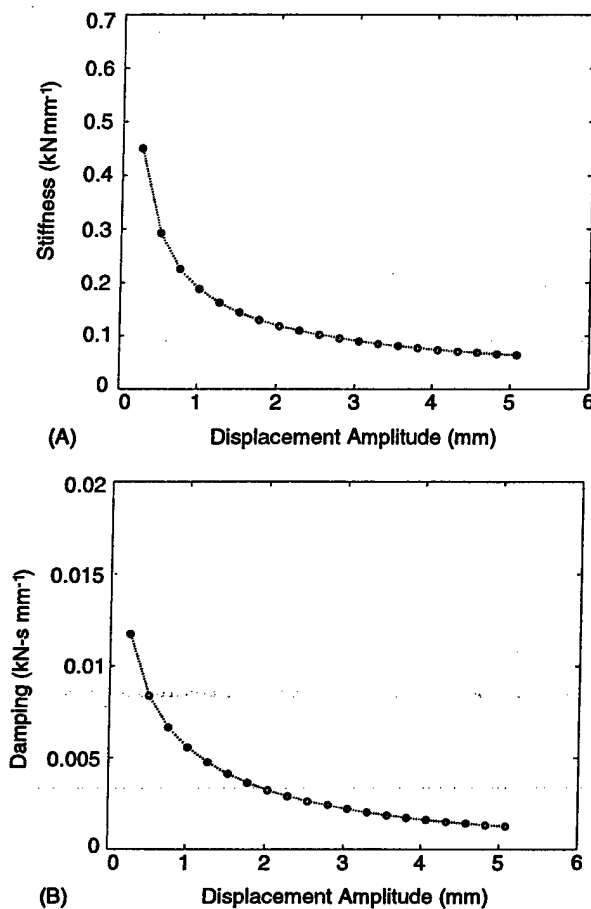 0.7
0.6
0.5
0.4
0.3
0.2
0.1
0
Stiffness (kN mm-1)
0 1 2 3 4 5 6
(A) Displacement Amplitude (mm)
0.02
0.015
0.01
0.005
0
Damping (kN-s mm-1)
0 1 2 3 4 5 6
(B) Displacement Amplitude (mm)